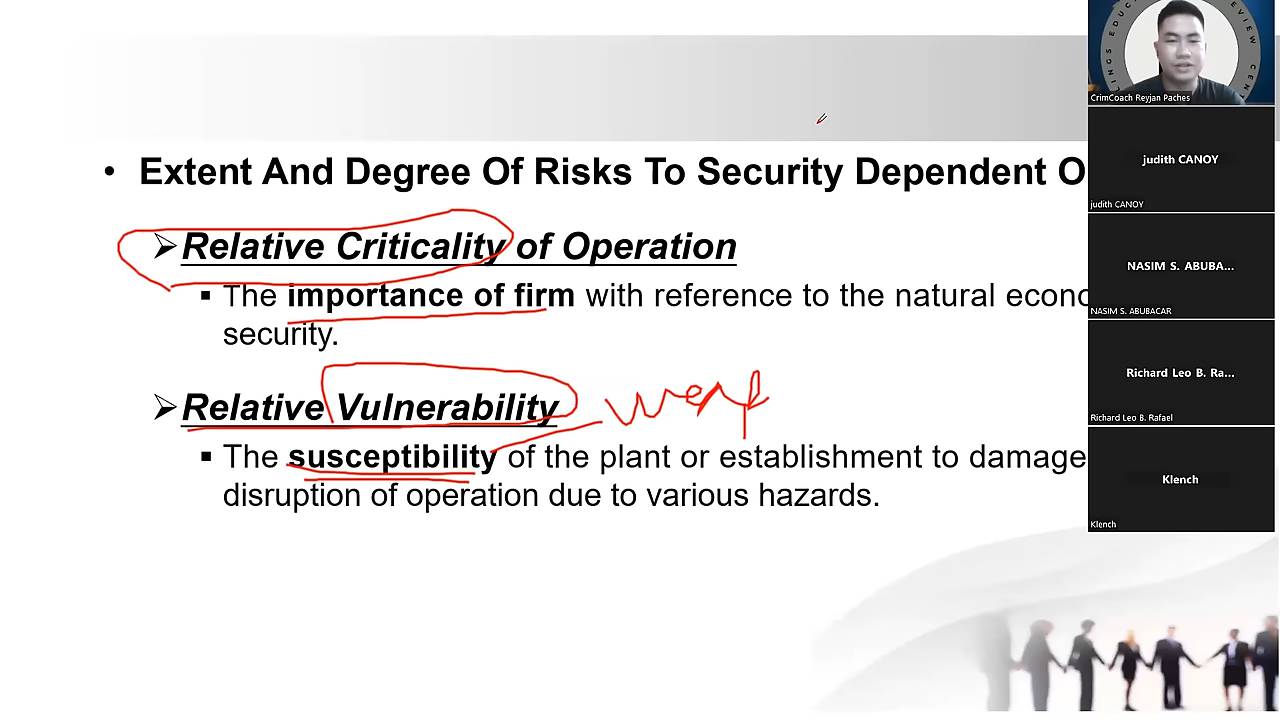 • Extent And Degree Of Risks To Security Dependent O
➢Relative Criticality of Operation
▪ The importance of firm with reference to the natural econo
security.
➢Relative Vulnerability
▪ The susceptibility of the plant or establishment to damage
disruption of operation due to various hazards.
CrimCoach Reyjan Paches
judith CANOY
judith CANOY
NASIM S. ABUBA...
NASIM S. ABUBACAR
Richard Leo B. Ra...
Richard Leo B. Rafael
Klench
Klench